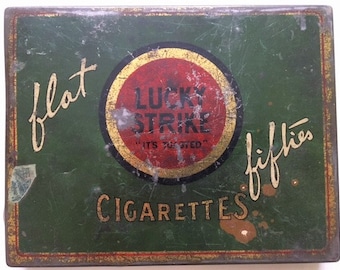 flat
LUCKY
STRIKE
"IT'S TOASTED"
fifties
CIGARETTES